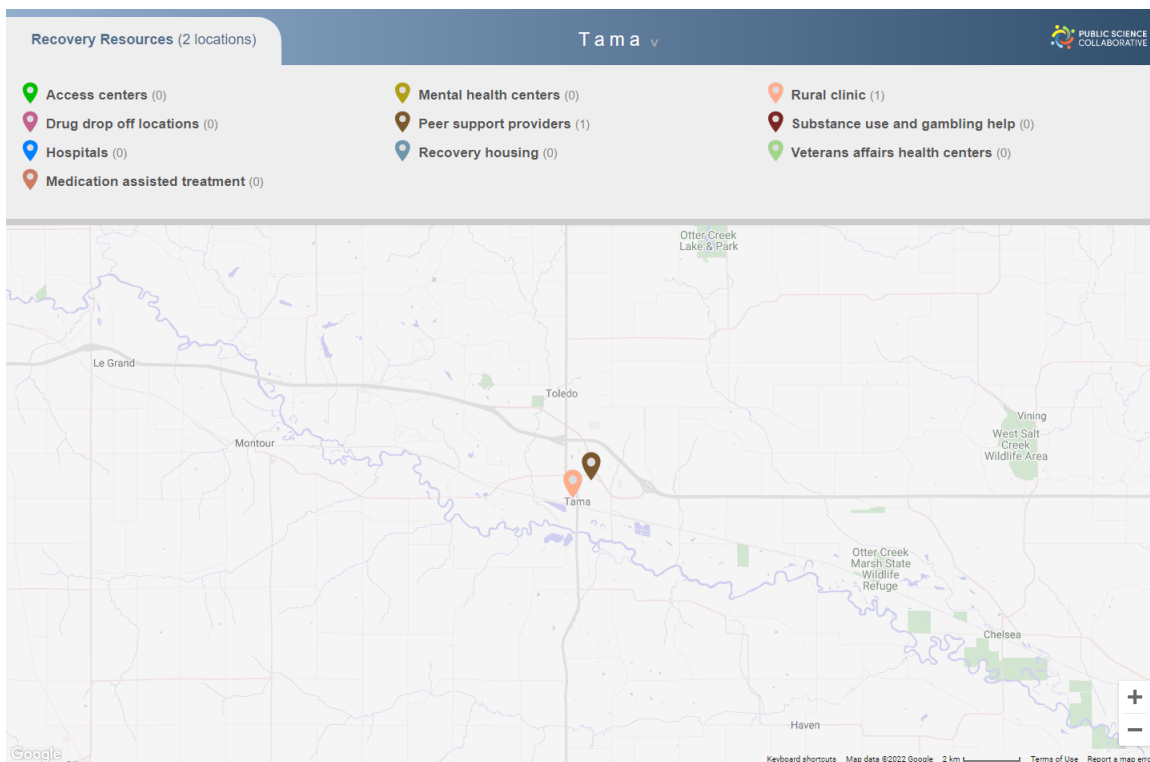 Recovery Resources (2 locations)
Tama v
PUBLIC SCIENCE
COLLABORATIVE
Access centers (0)
Drug drop off locations (0)
Hospitals (0)
Medication assisted treatment (0)
Mental health centers (0)
Peer support providers (1)
Recovery housing (0)
Rural clinic (1)
Substance use and gambling help (0)
Veterans affairs health centers (0)
Otter Creek
Lake & Park
Le Grand
Toledo
Montour
Vining
West Salt
Creek
Wildlife Area
Tama
Otter Creek
Marsh State
Wildlife
Refuge
Chelsea
Haven
+
−
Google
Keyboard shortcuts Map data ©2022 Google 2 km Terms of Use Report a map erro